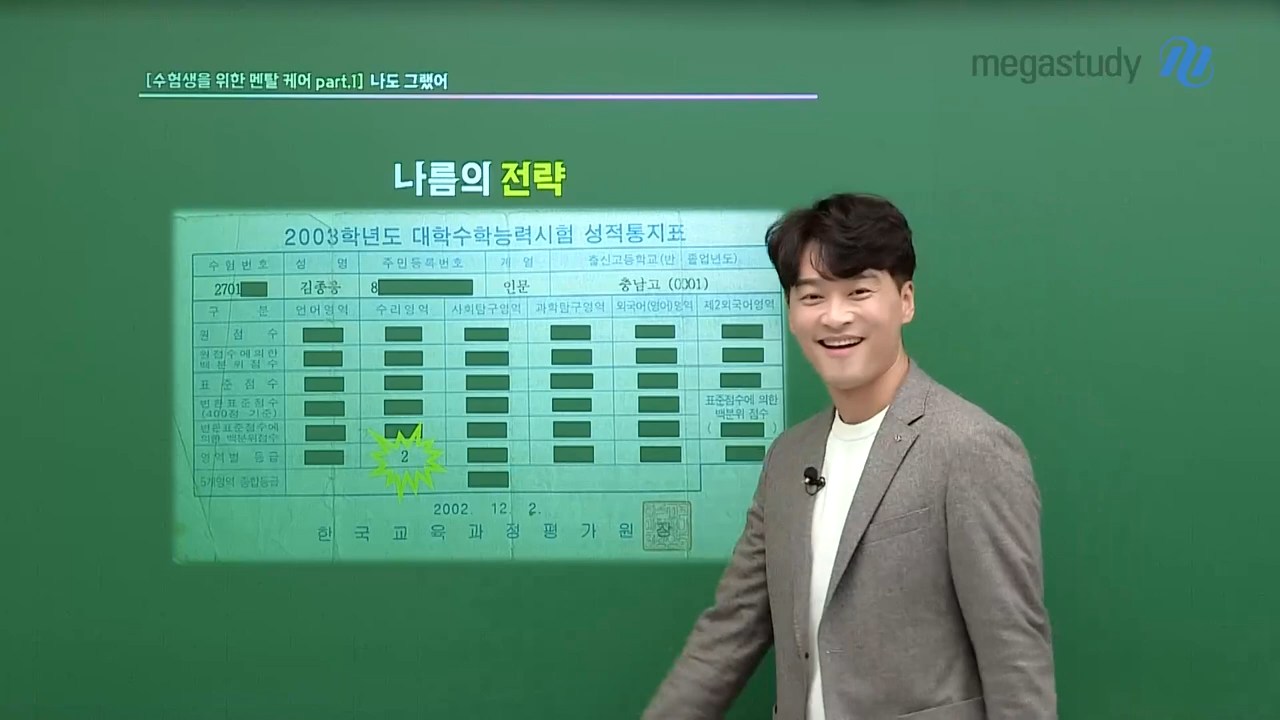 [수험생을 위한 멘탈 케어 part.1] 나도 그랬어
megastudy
나름의 전략
2003학년도 대학수학능력시험 성적통지표
수험번호 성 명 주민등록번호 계 열 출신고등학교(반·졸업년도)
2701 김종웅 8 인문 충남고 (0001)
구 분 언어영역 수리영역 사회탐구영역 과학탐구영역 외국어(영어)영역 제2외국어영역
원 점 수
원점수에의한
백 분 위 점 수
표 준 점 수
변환표준점수
(400점 기준)
표준점수에 의한
백분위 점수
변환표준점수에
의한 백분위점수
( )
영역별 등급 2
5개영역 종합등급
2002. 12. 2.
한 국 교 육 과 정 평 가 원 장